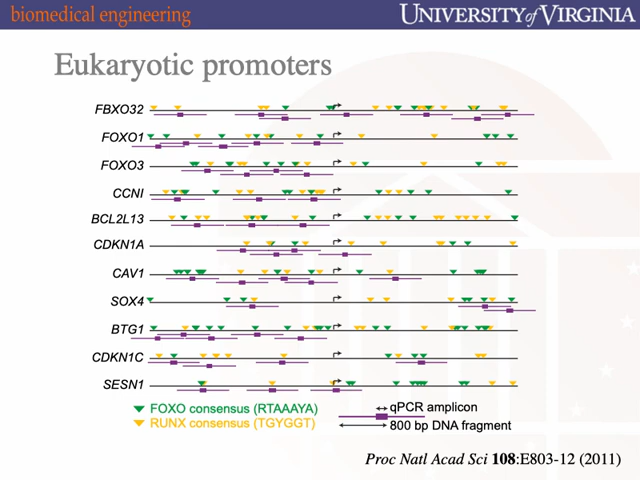 biomedical engineering
UNIVERSITY of VIRGINIA
Eukaryotic promoters
FBXO32
FOXO1
FOXO3
CCNI
BCL2L13
CDKN1A
CAV1
SOX4
BTG1
CDKN1C
SESN1
FOXO consensus (RTAAAYA)
RUNX consensus (TGYGGT)
qPCR amplicon
800 bp DNA fragment
Proc Natl Acad Sci 108:E803-12 (2011)